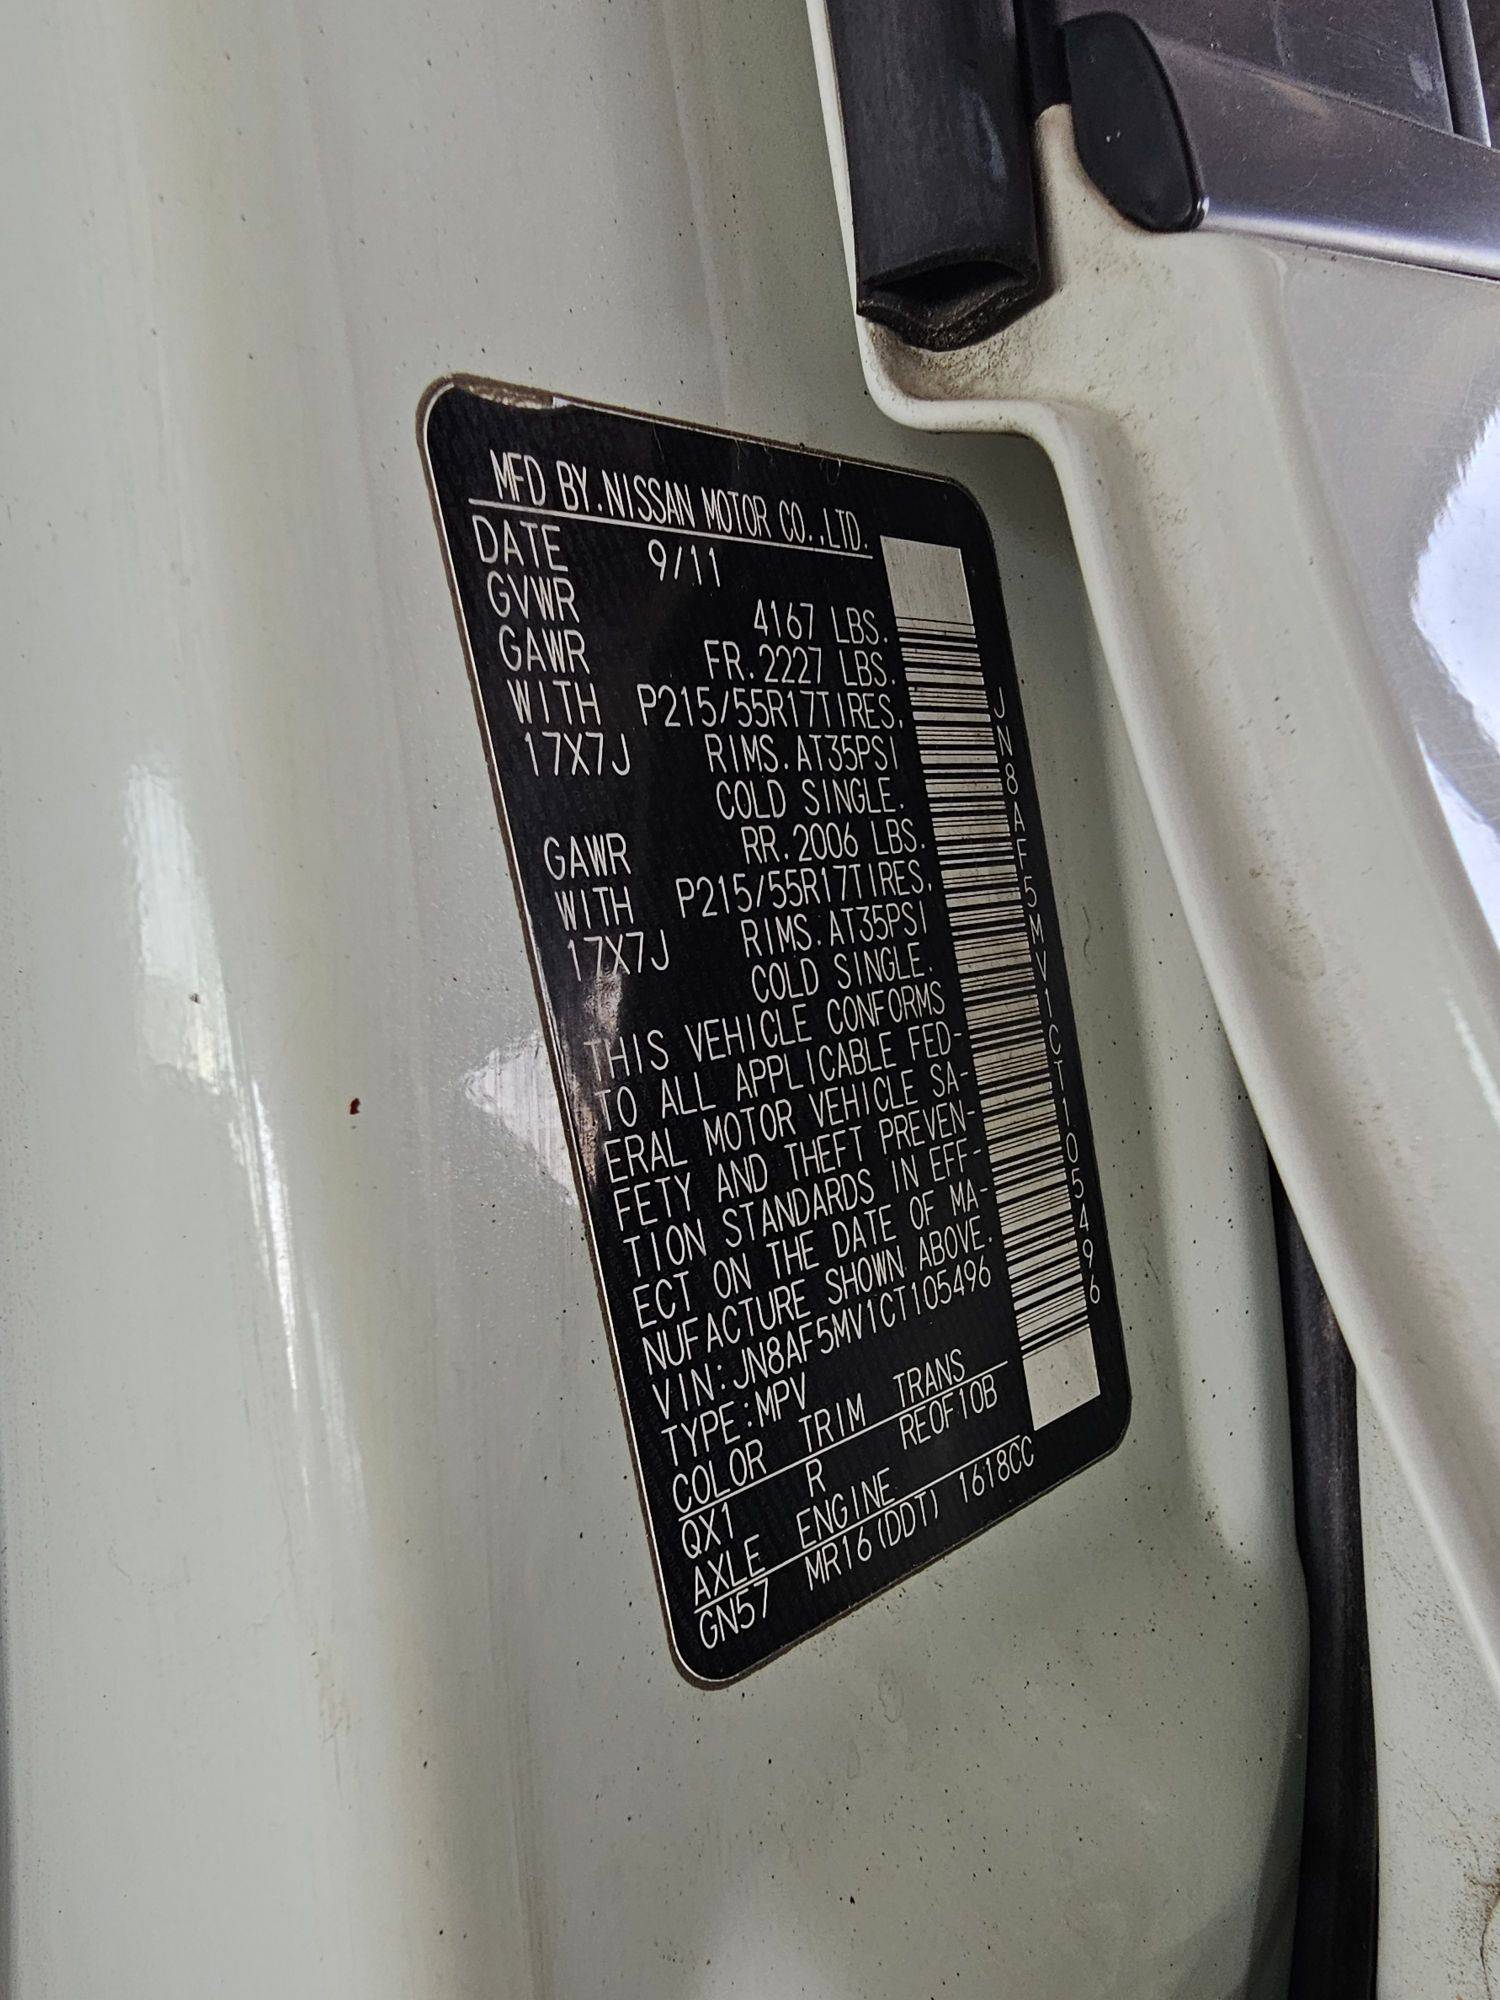 MFD BY.NISSAN MOTOR CO.,LTD.
DATE 9/11
GVWR 4167 LBS.
GAWR FR.2227 LBS.
WITH P215/55R17TIRES,
17X7J RIMS.AT35PSI
COLD SINGLE.
GAWR RR.2006 LBS.
WITH P215/55R17TIRES,
17X7J RIMS.AT35PSI
COLD SINGLE.
THIS VEHICLE CONFORMS
TO ALL APPLICABLE FED-
ERAL MOTOR VEHICLE SA-
FETY AND THEFT PREVEN-
TION STANDARDS IN EFF-
ECT ON THE DATE OF MA-
NUFACTURE SHOWN ABOVE.
VIN:JN8AF5MV1CT105496
TYPE:MPV
COLOR TRIM TRANS
QX1 R RE0F10B
AXLE ENGINE
GN57 MR16(DDT) 1618CC
JN8AF5MV1CT105496